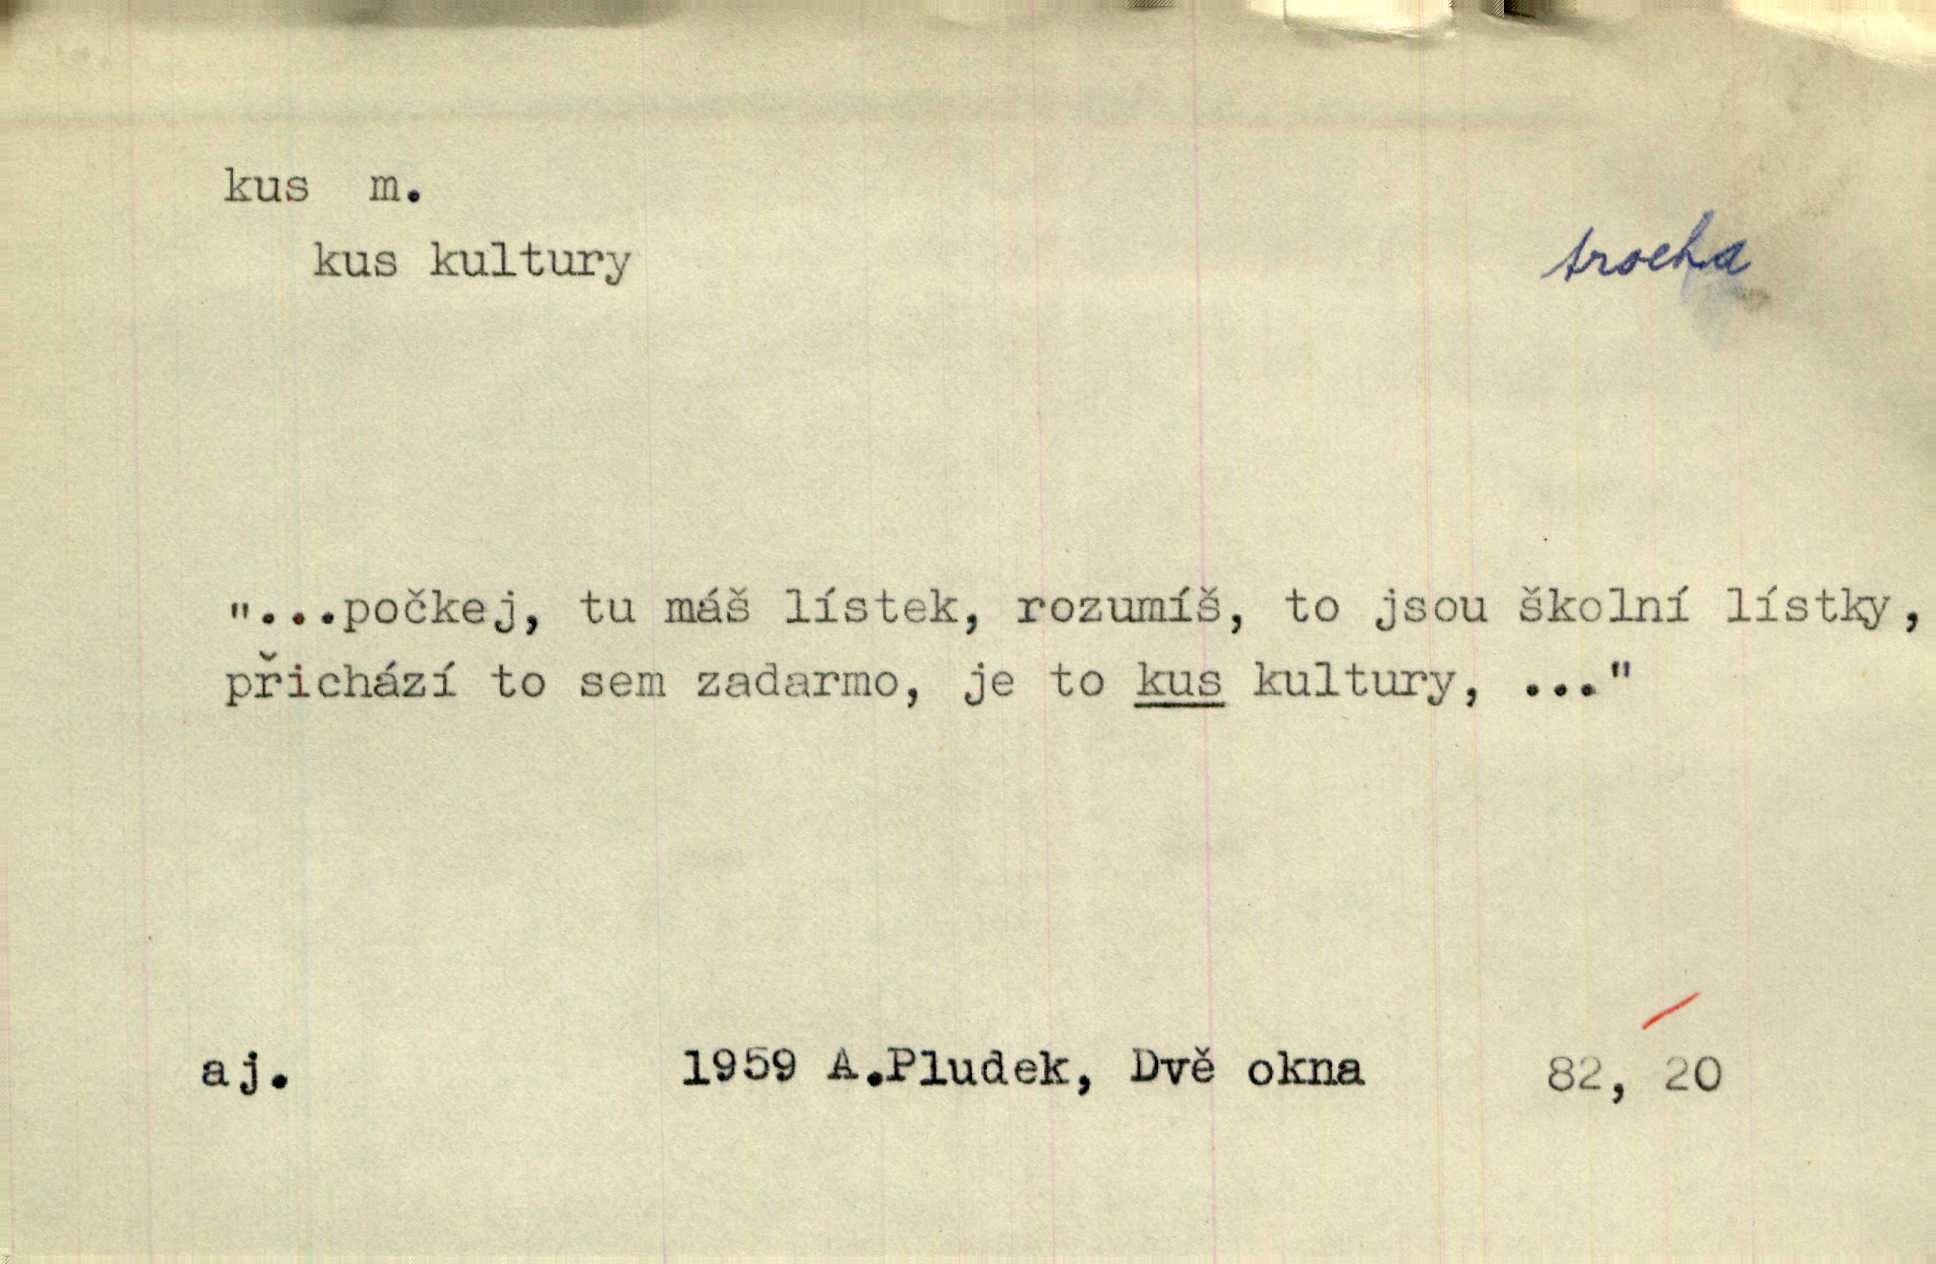 kus m.
kus kultury
trocha
"...počkej, tu máš lístek, rozumíš, to jsou školní lístky,
přichází to sem zadarmo, je to kus kultury, ..."
aj. 1959 A.Pludek, Dvě okna 82, 20